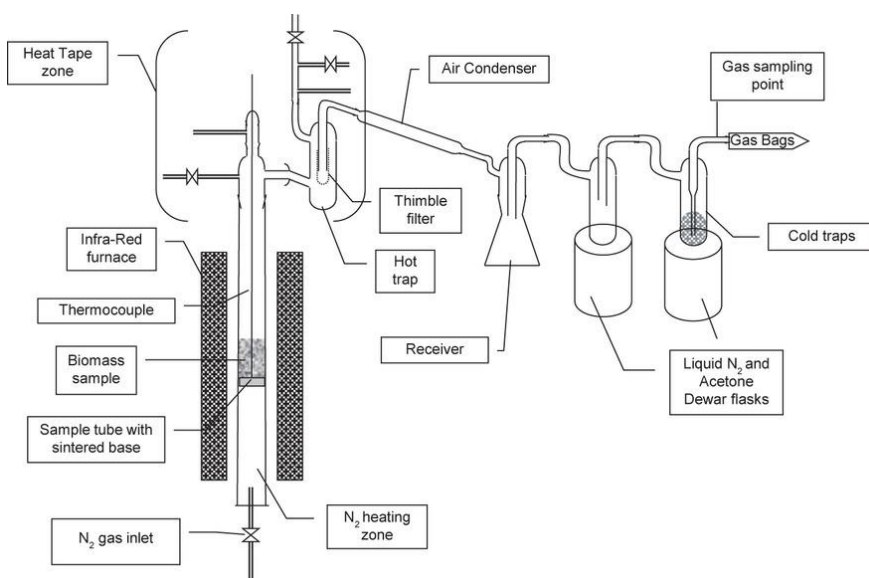 Heat Tape
zone
Air Condenser
Gas sampling
point
Gas Bags
Thimble
filter
Cold traps
Infra-Red
furnace
Hot
trap
Thermocouple
Receiver
Biomass
sample
Liquid N₂ and
Acetone
Dewar flasks
Sample tube with
sintered base
N₂ gas inlet
N₂ heating
zone